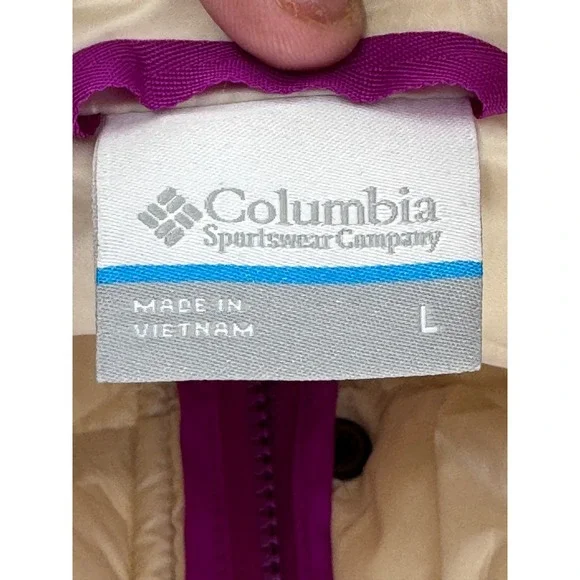 Columbia
Sportswear Company
MADE IN
VIETNAM
L